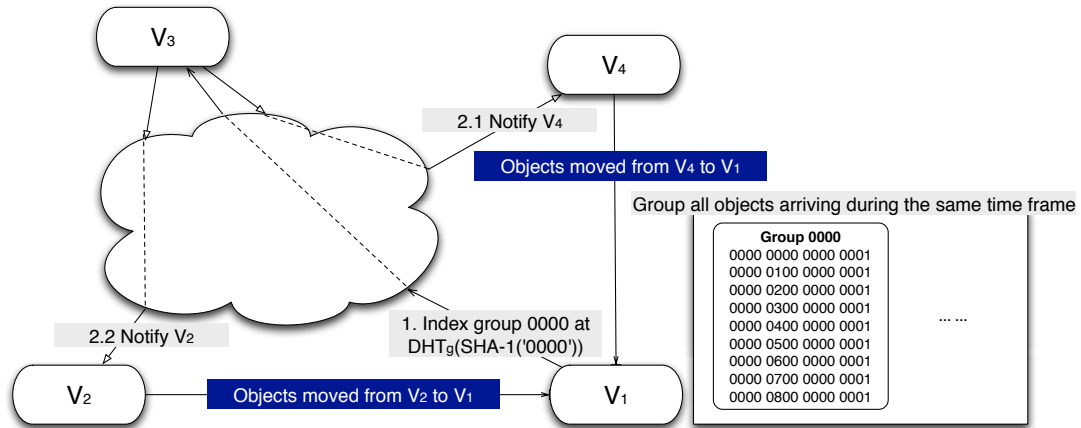 V3
V4
2.1 Notify V4
Objects moved from V4 to V1
Group all objects arriving during the same time frame
Group 0000
0000 0000 0000 0001
0000 0100 0000 0001
0000 0200 0000 0001
0000 0300 0000 0001
0000 0400 0000 0001
0000 0500 0000 0001
0000 0600 0000 0001
0000 0700 0000 0001
0000 0800 0000 0001
... ...
1. Index group 0000 at
DHTg(SHA-1('0000'))
2.2 Notify V2
V2
Objects moved from V2 to V1
V1